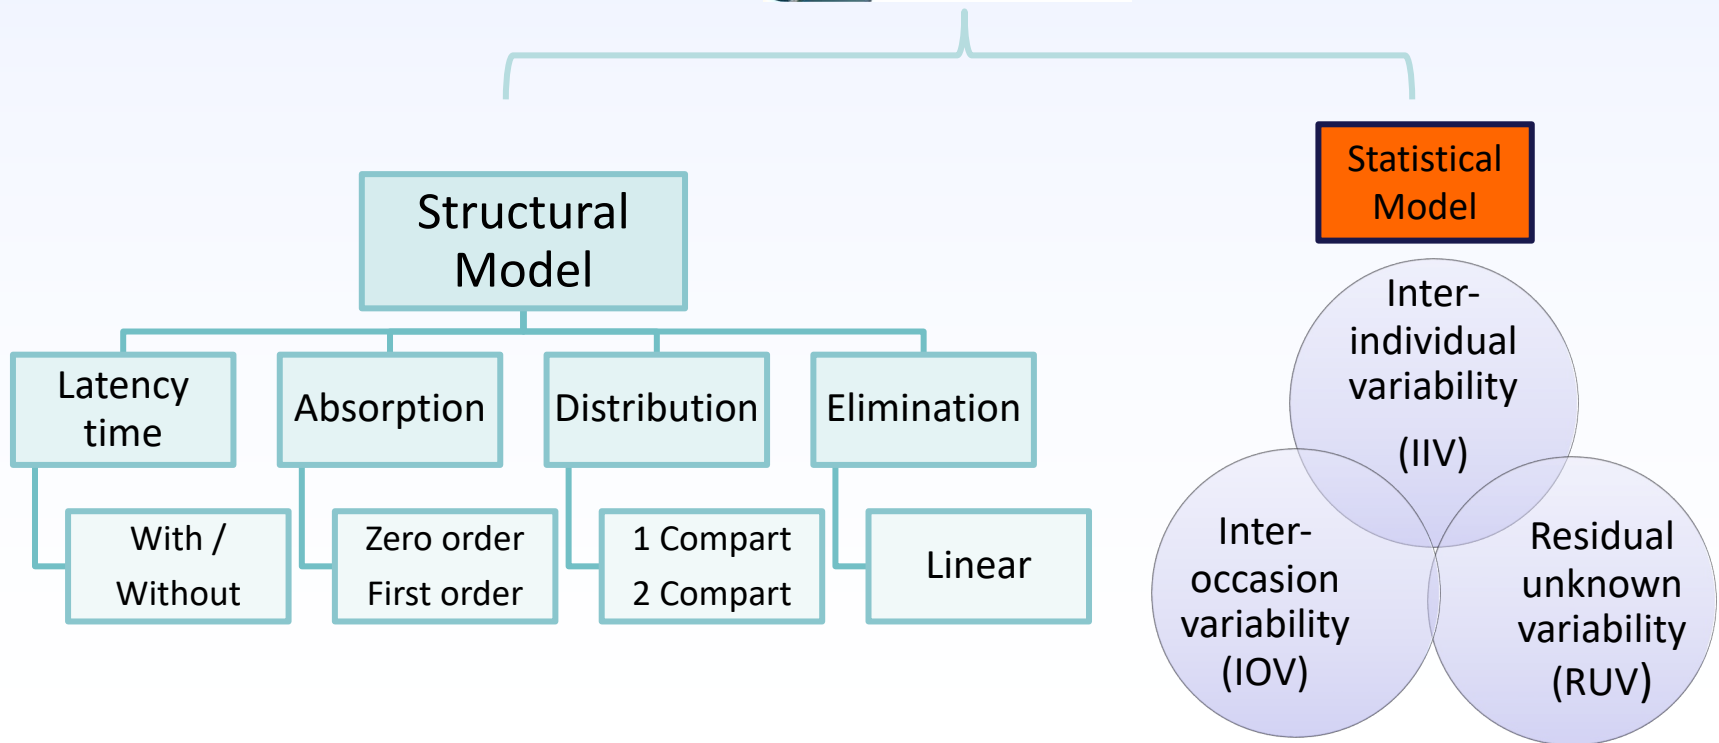 Structural
Model
Latency
time
Absorption
Distribution
Elimination
With /
Without
Zero order
First order
1 Compart
2 Compart
Linear
Statistical
Model
Inter-
individual
variability
(IIV)
Inter-
occasion
variability
(IOV)
Residual
unknown
variability
(RUV)